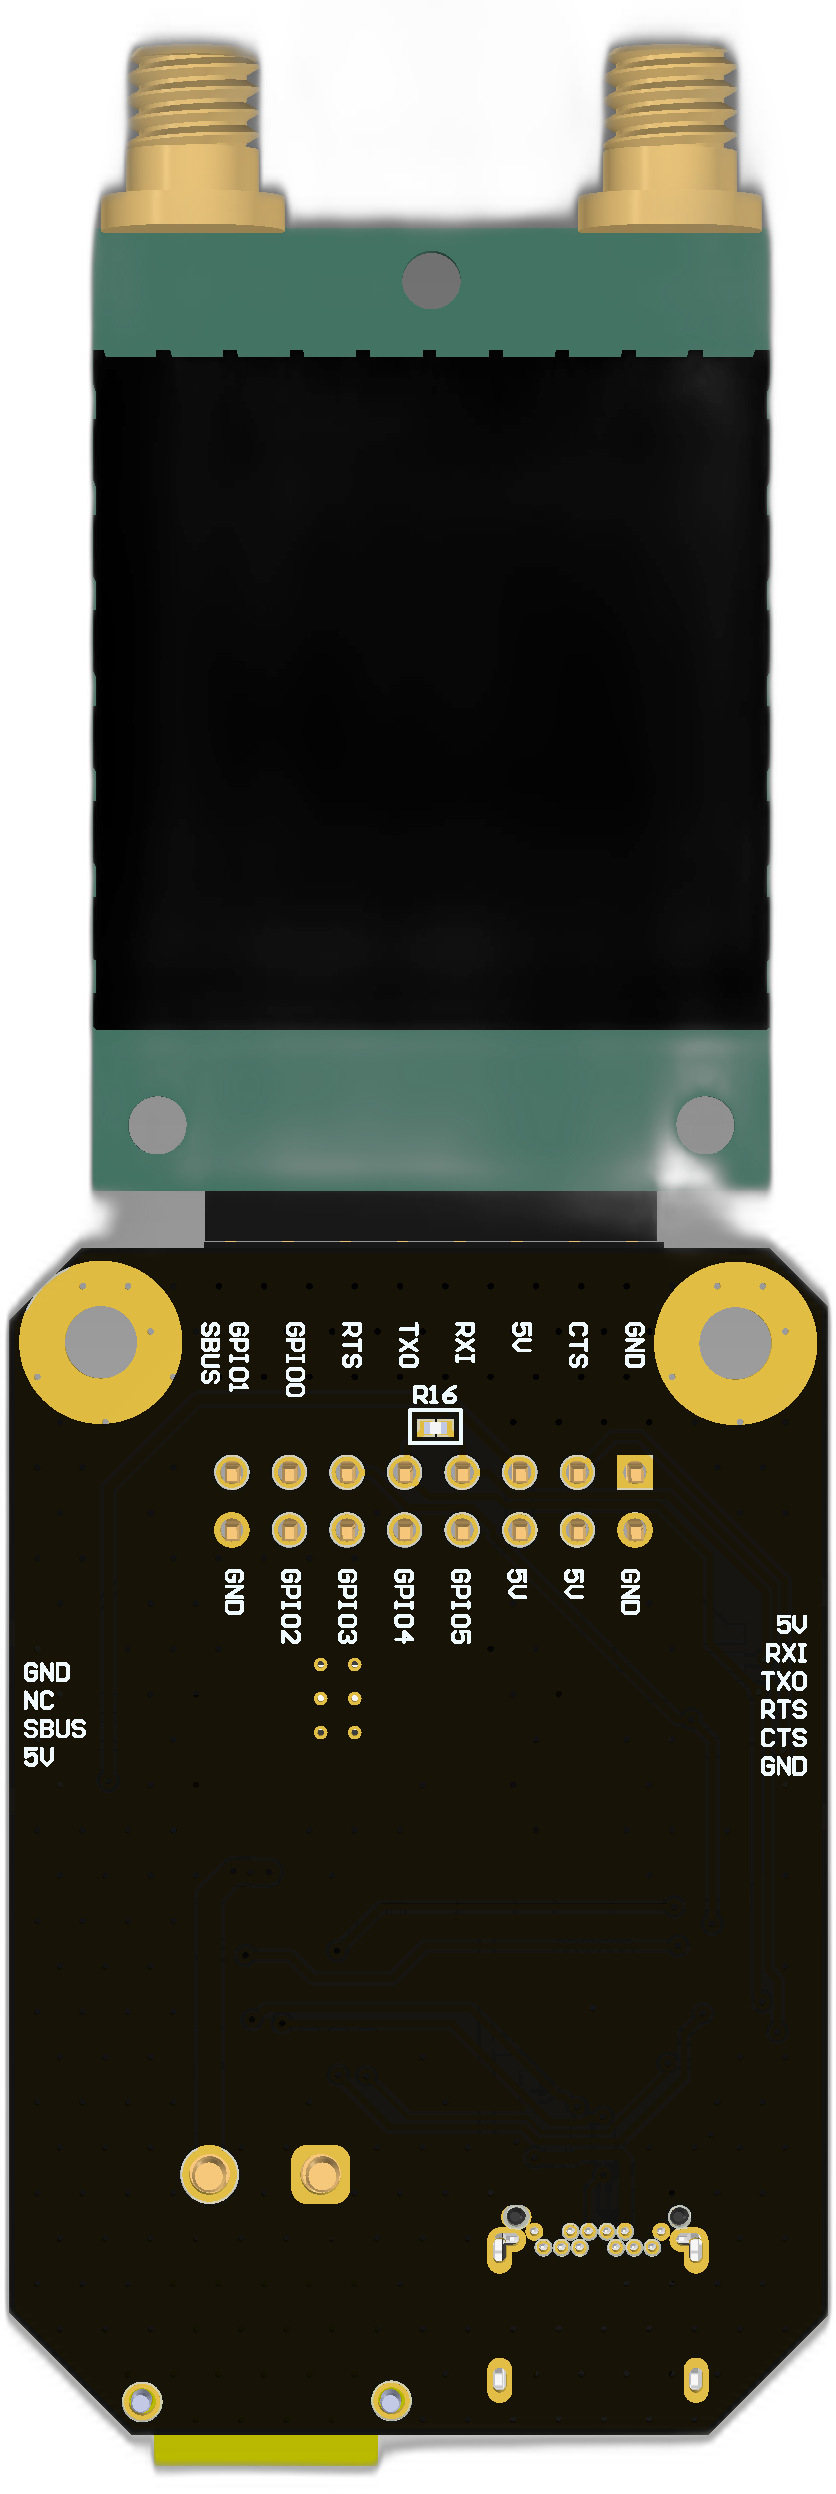 SBUS
GPIO1
GPIO0
RTS
TXO
RXI
5V
CTS
GND
R16
GND
GPIO2
GPIO3
GPIO4
GPIO5
5V
5V
GND
GND
NC
SBUS
5V
5V
RXI
TXO
RTS
CTS
GND